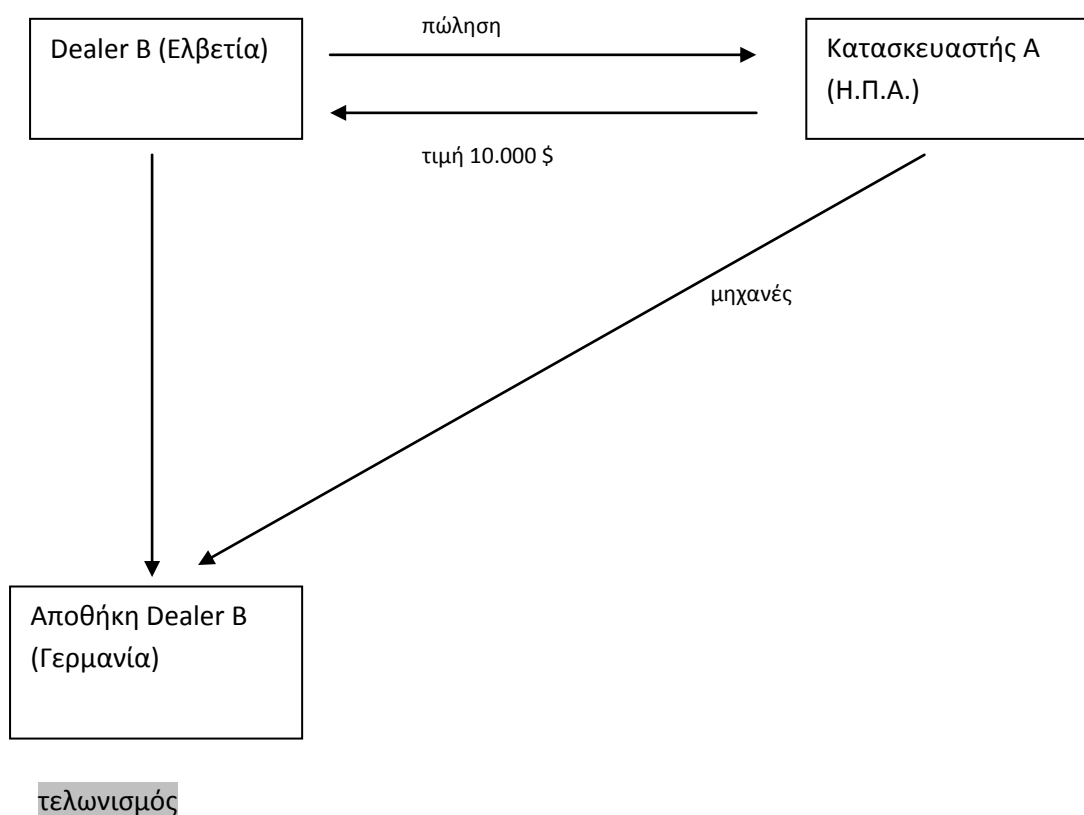 Dealer B (Ελβετία)
πώληση
Κατασκευαστής Α
(Η.Π.Α.)
τιμή 10.000 $
μηχανές
Αποθήκη Dealer B
(Γερμανία)
τελωνισμός